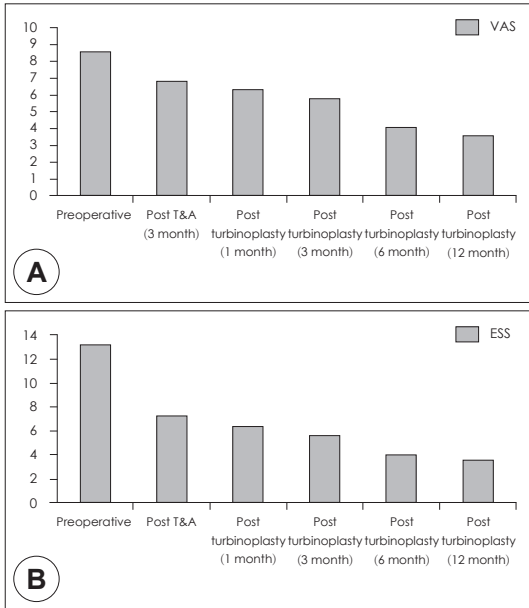 VAS
10
9
8
7
6
5
4
3
2
1
0
Preoperative Post T&A Post Post Post Post
(3 month) turbinoplasty turbinoplasty turbinoplasty turbinoplasty
(1 month) (3 month) (6 month) (12 month)
A
ESS
14
12
10
8
6
4
2
0
Preoperative Post T&A Post Post Post Post
turbinoplasty turbinoplasty turbinoplasty turbinoplasty
(1 month) (3 month) (6 month) (12 month)
B